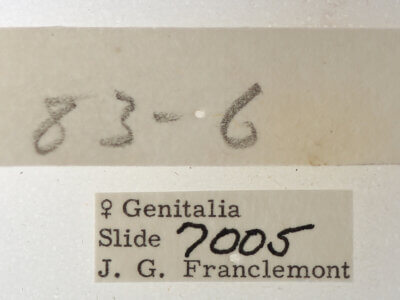 83-6
♀ Genitalia
Slide 7005
J. G. Franclemont